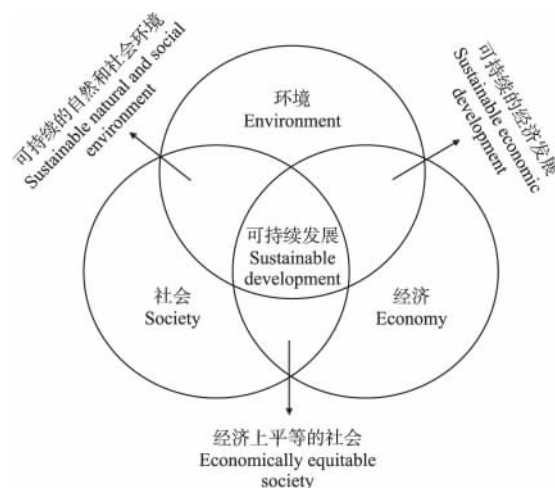 可持续的自然和社会环境
Sustainable natural and social
environment
环境
Environment
可持续的经济发展
Sustainable economic
development
可持续发展
Sustainable
development
社会
Society
经济
Economy
经济上平等的社会
Economically equitable
society